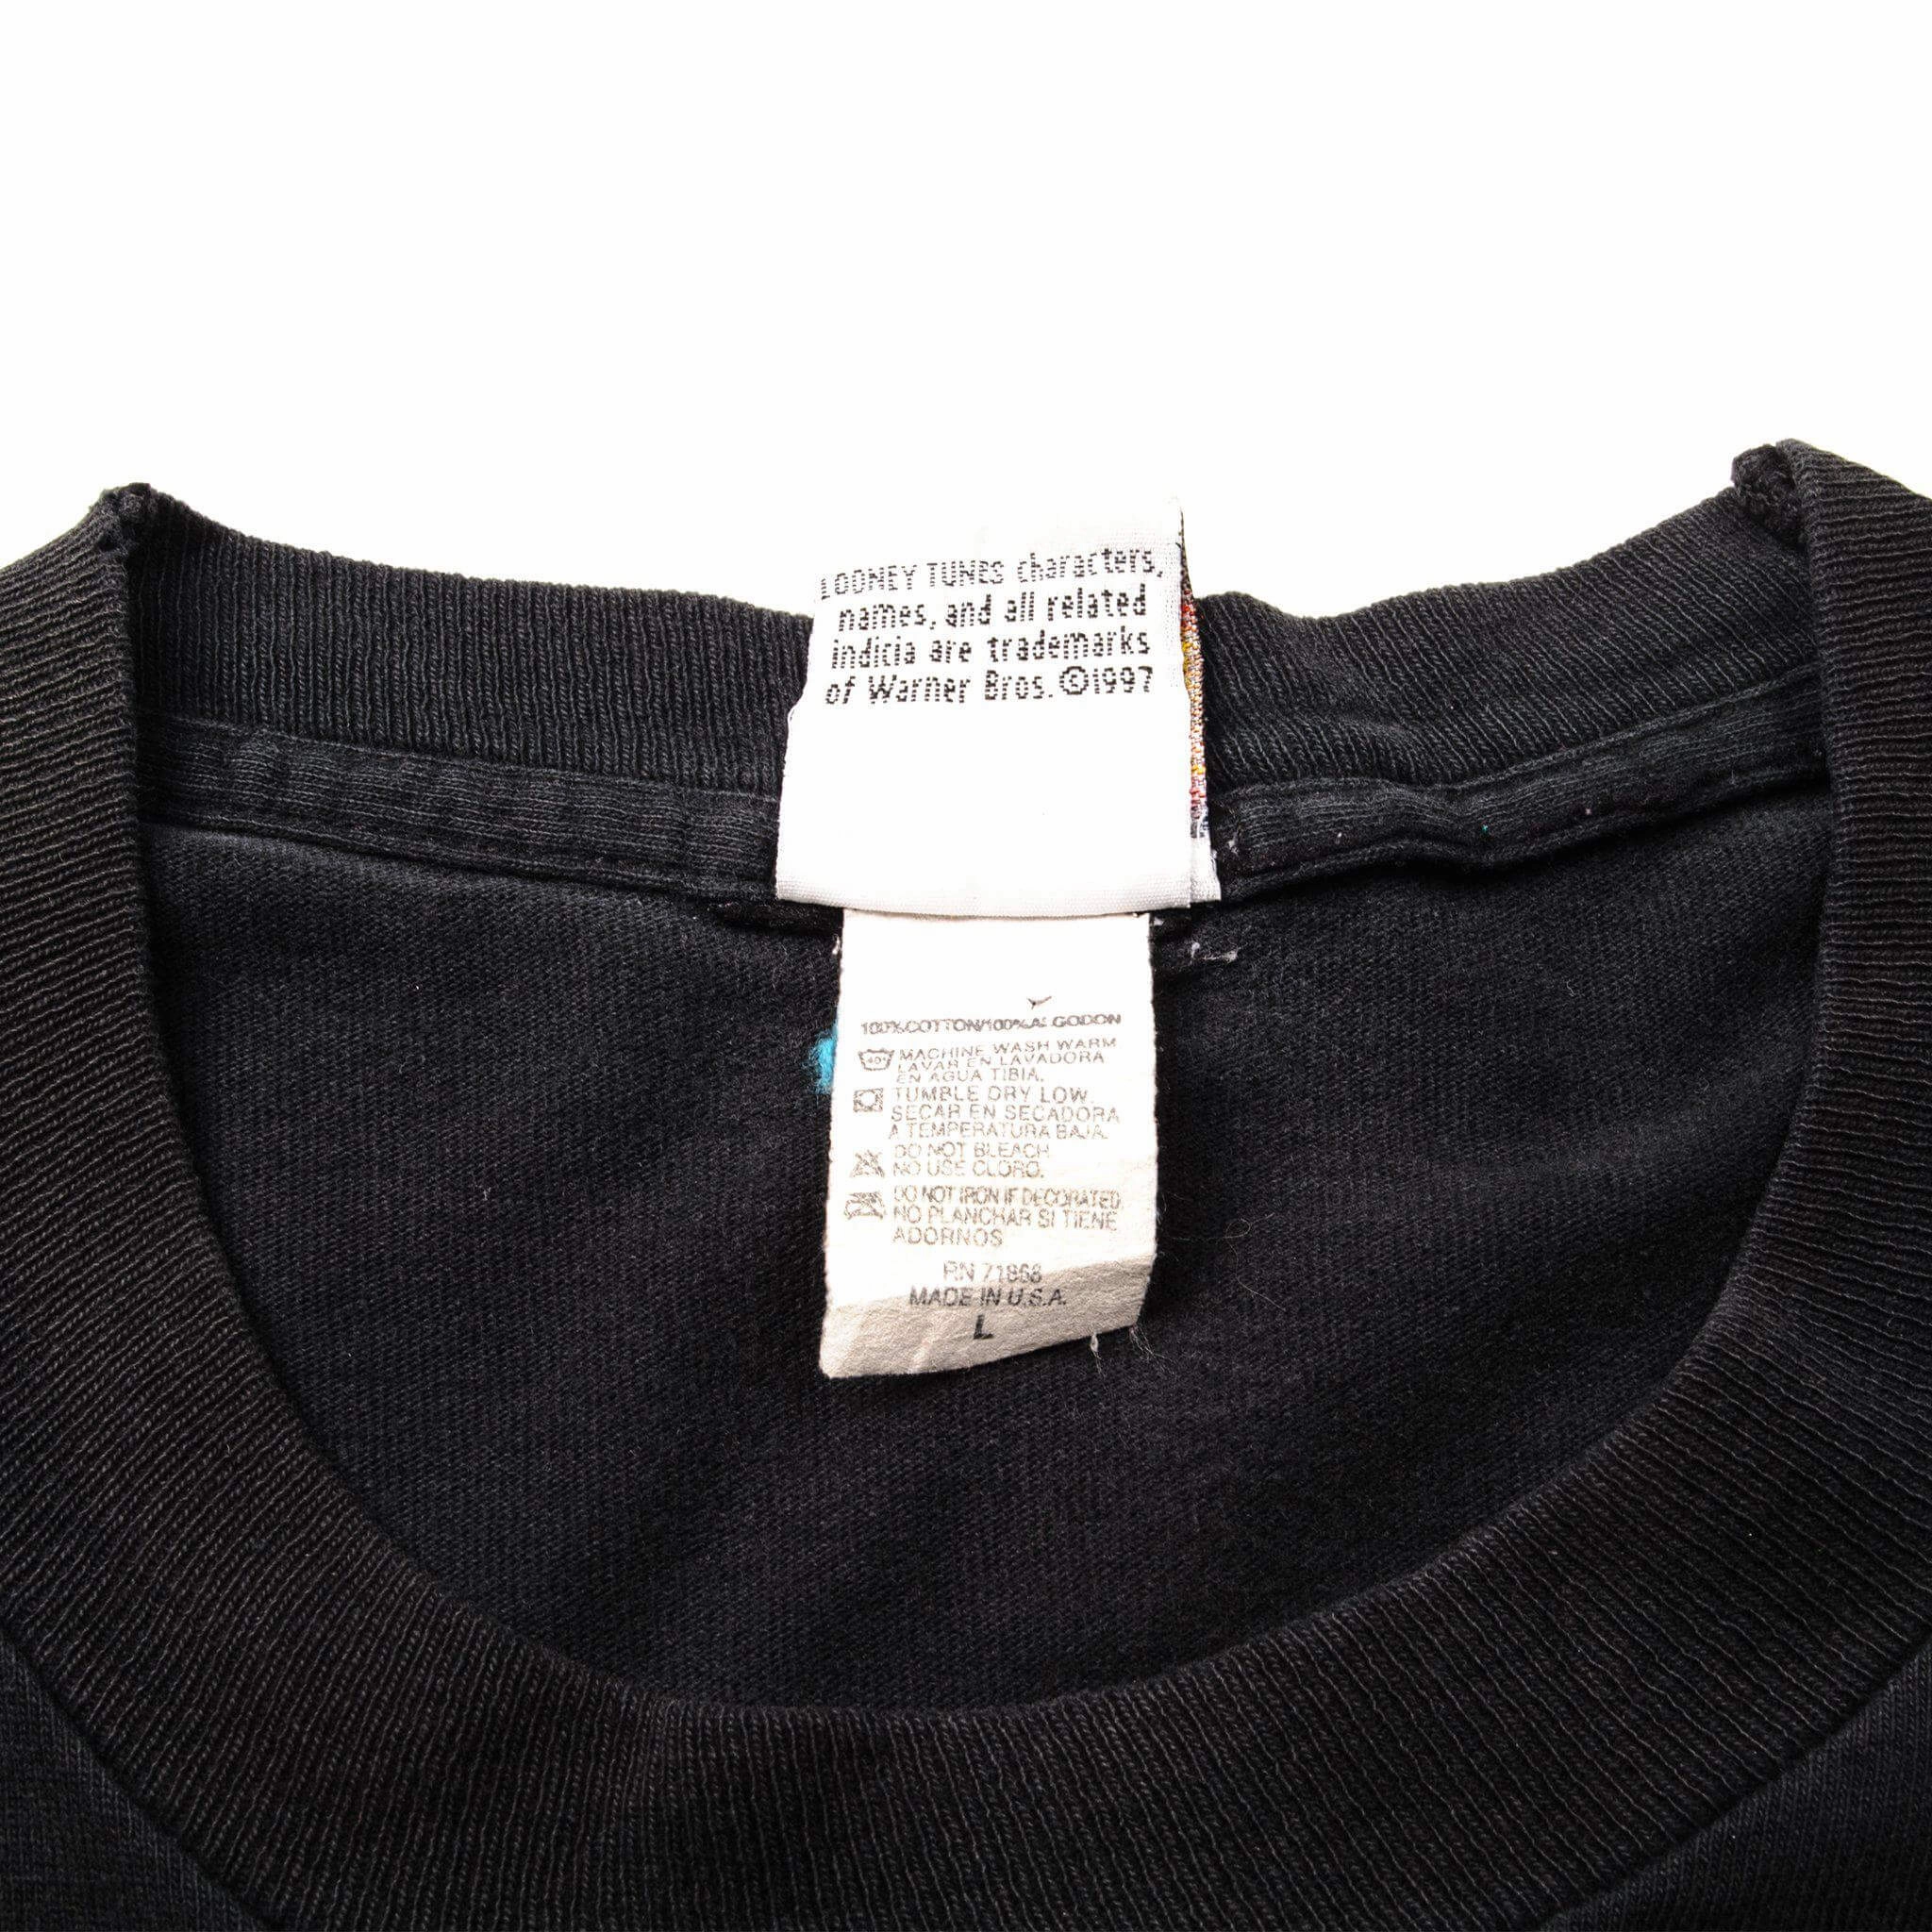 LOONEY TUNES characters,
names, and all related
indicia are trademarks
of Warner Bros. ©1997
100%COTTON/100%ALGODON
40°
MACHINE WASH WARM
LAVAR EN LAVADORA
EN AGUA TIBIA.
TUMBLE DRY LOW.
SECAR EN SECADORA
A TEMPERATURA BAJA.
DO NOT BLEACH
NO USE CLORO.
DO NOT IRON IF DECORATED
NO PLANCHAR SI TIENE
ADORNOS
RN 71868
MADE IN U.S.A.
L